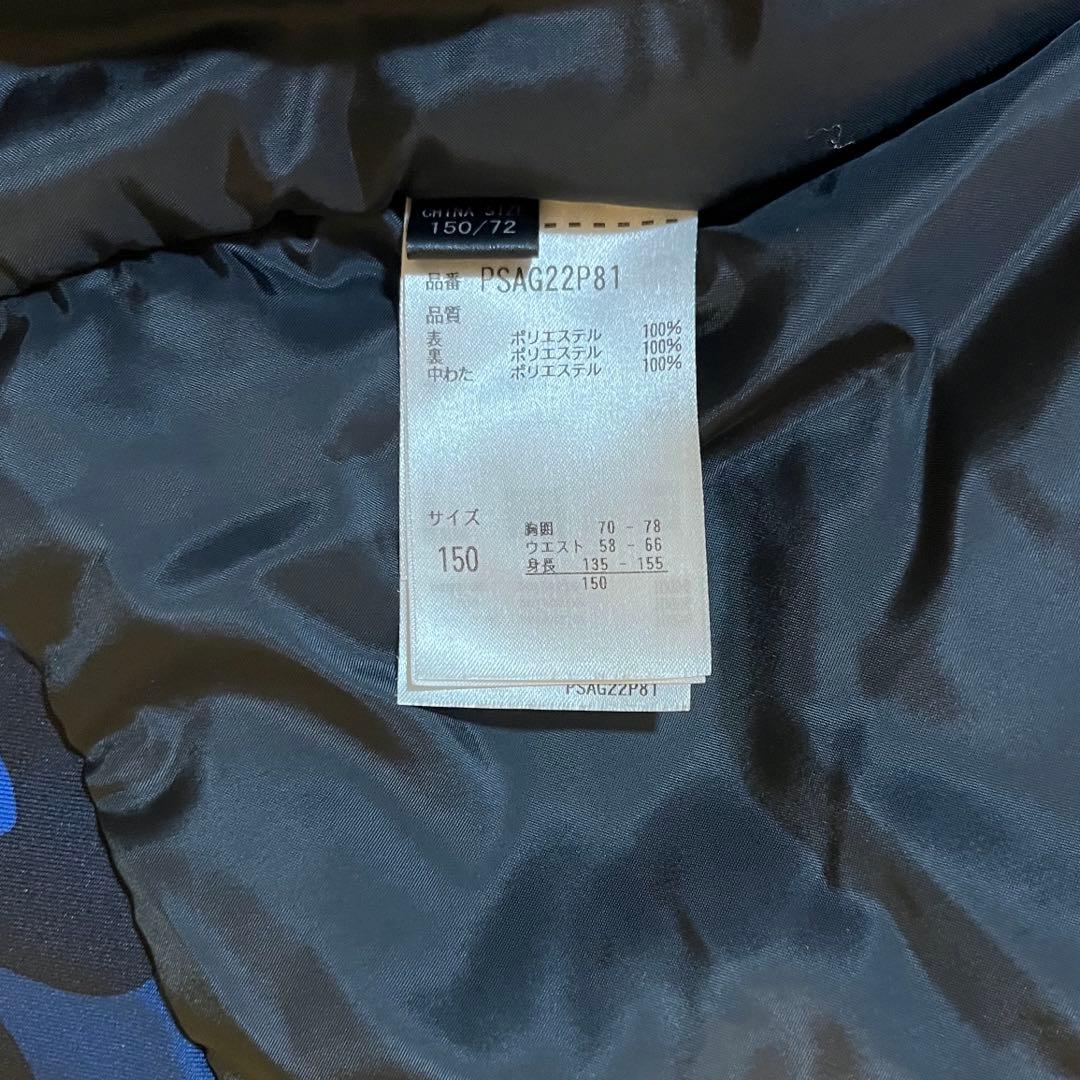 CHINA SIZE
150/72
品番 PSAG22P81
品質
表 ポリエステル 100%
裏 ポリエステル 100%
中わた ポリエステル 100%
サイズ
150
胸囲 70 - 78
ウエスト 58 - 66
身長 135 - 155
150
PSAG22P81